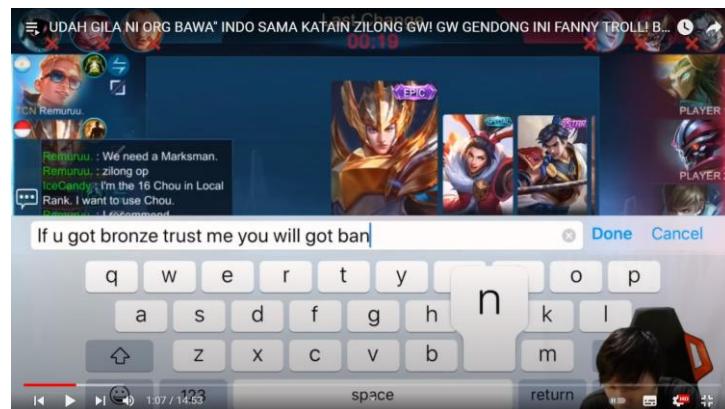 UDAH GILA NI ORG BAWA" INDO SAMA KATAIN ZILONG GW! GW GENDONG INI FANNY TROLL! B...
00:19
EPIC
TCN Remuruu.
PLAYER
PLAYER
Remuruu. : We need a Marksman.
Remuruu. : zilong op
IceCandy : I'm the 16 Chou in Local
Rank. I want to use Chou.
Remuruu. : I recommend
If u got bronze trust me you will got ban
Done
Cancel
q w e r t y o p
a s d f g h n k l
z x c v b m
123 space return
1:07 / 14:53
HD